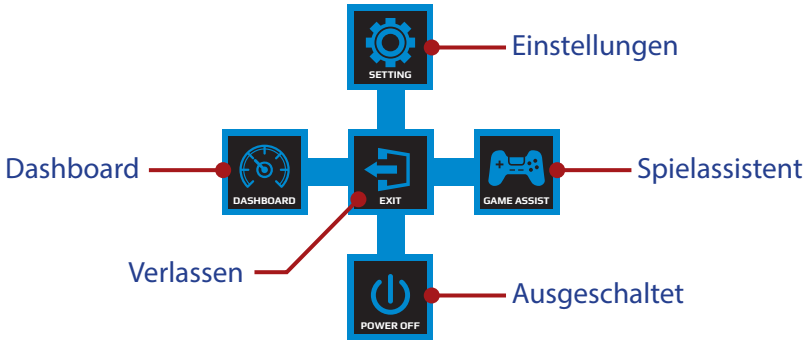 Einstellungen
SETTING
Dashboard
DASHBOARD
EXIT
GAME ASSIST
Spielassistent
Verlassen
POWER OFF
Ausgeschaltet